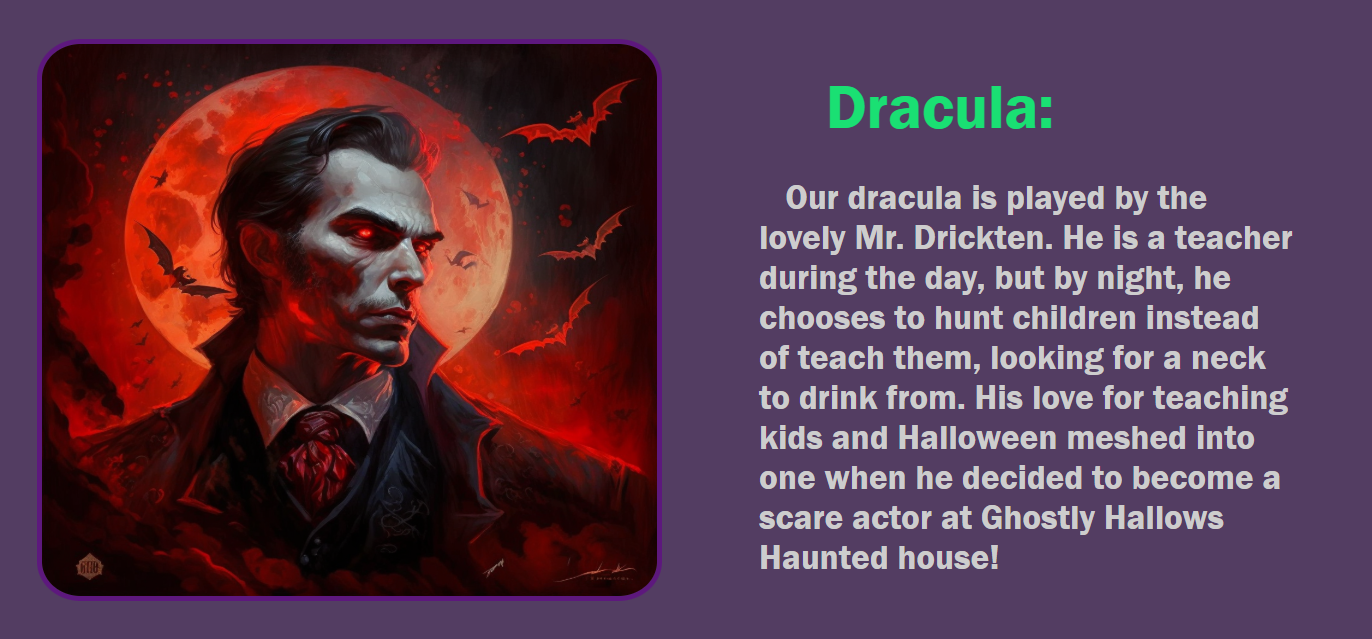 Dracula:
Our dracula is played by the
lovely Mr. Drickten. He is a teacher
during the day, but by night, he
chooses to hunt children instead
of teach them, looking for a neck
to drink from. His love for teaching
kids and Halloween meshed into
one when he decided to become a
scare actor at Ghostly Hallows
Haunted house!